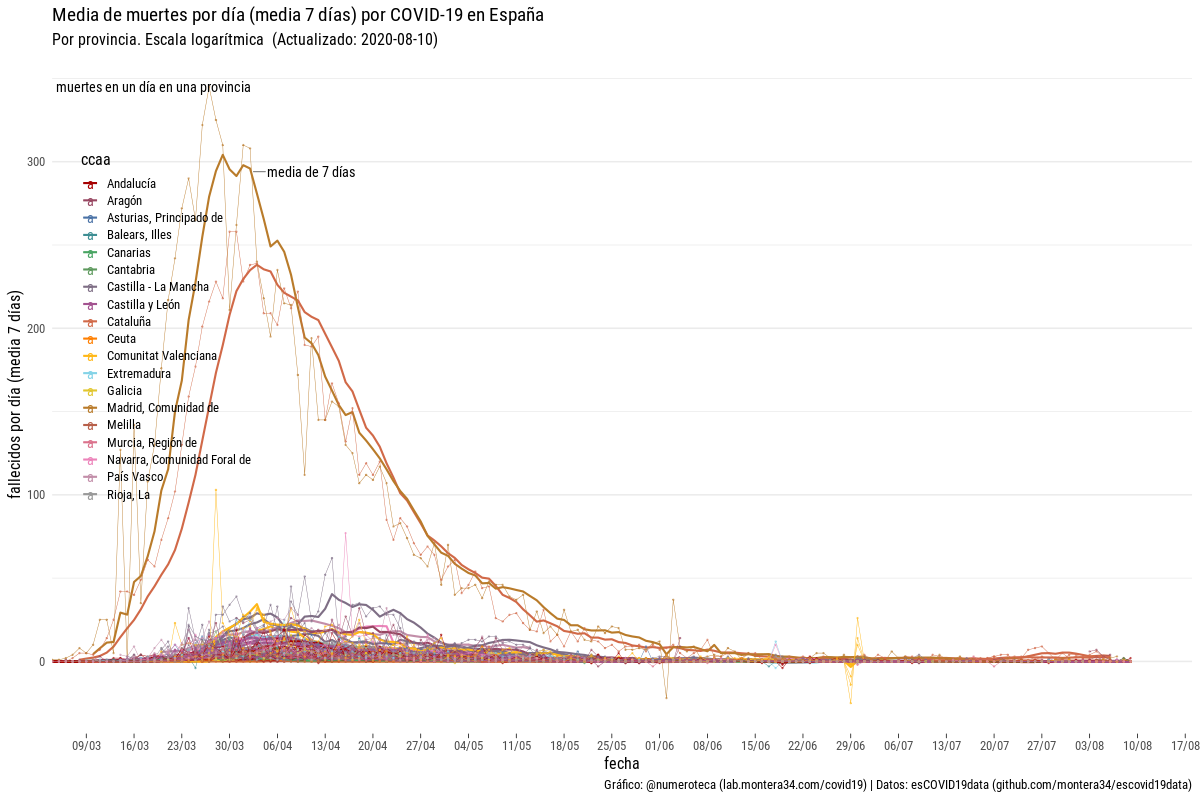 Media de muertes por día (media 7 días) por COVID-19 en España
Por provincia. Escala logarítmica  (Actualizado: 2020-08-10)
muertes en un día en una provincia
media de 7 días
ccaa
Andalucía
Aragón
Asturias, Principado de
Balears, Illes
Canarias
Cantabria
Castilla - La Mancha
Castilla y León
Cataluña
Ceuta
Comunitat Valenciana
Extremadura
Galicia
Madrid, Comunidad de
Melilla
Murcia, Región de
Navarra, Comunidad Foral de
País Vasco
Rioja, La
fallecidos por día (media 7 días)
300
200
100
0
09/03 16/03 23/03 30/03 06/04 13/04 20/04 27/04 04/05 11/05 18/05 25/05 01/06 08/06 15/06 22/06 29/06 06/07 13/07 20/07 27/07 03/08 10/08 17/08
fecha
Gráfico: @numeroteca (lab.montera34.com/covid19) | Datos: esCOVID19data (github.com/montera34/escovid19data)